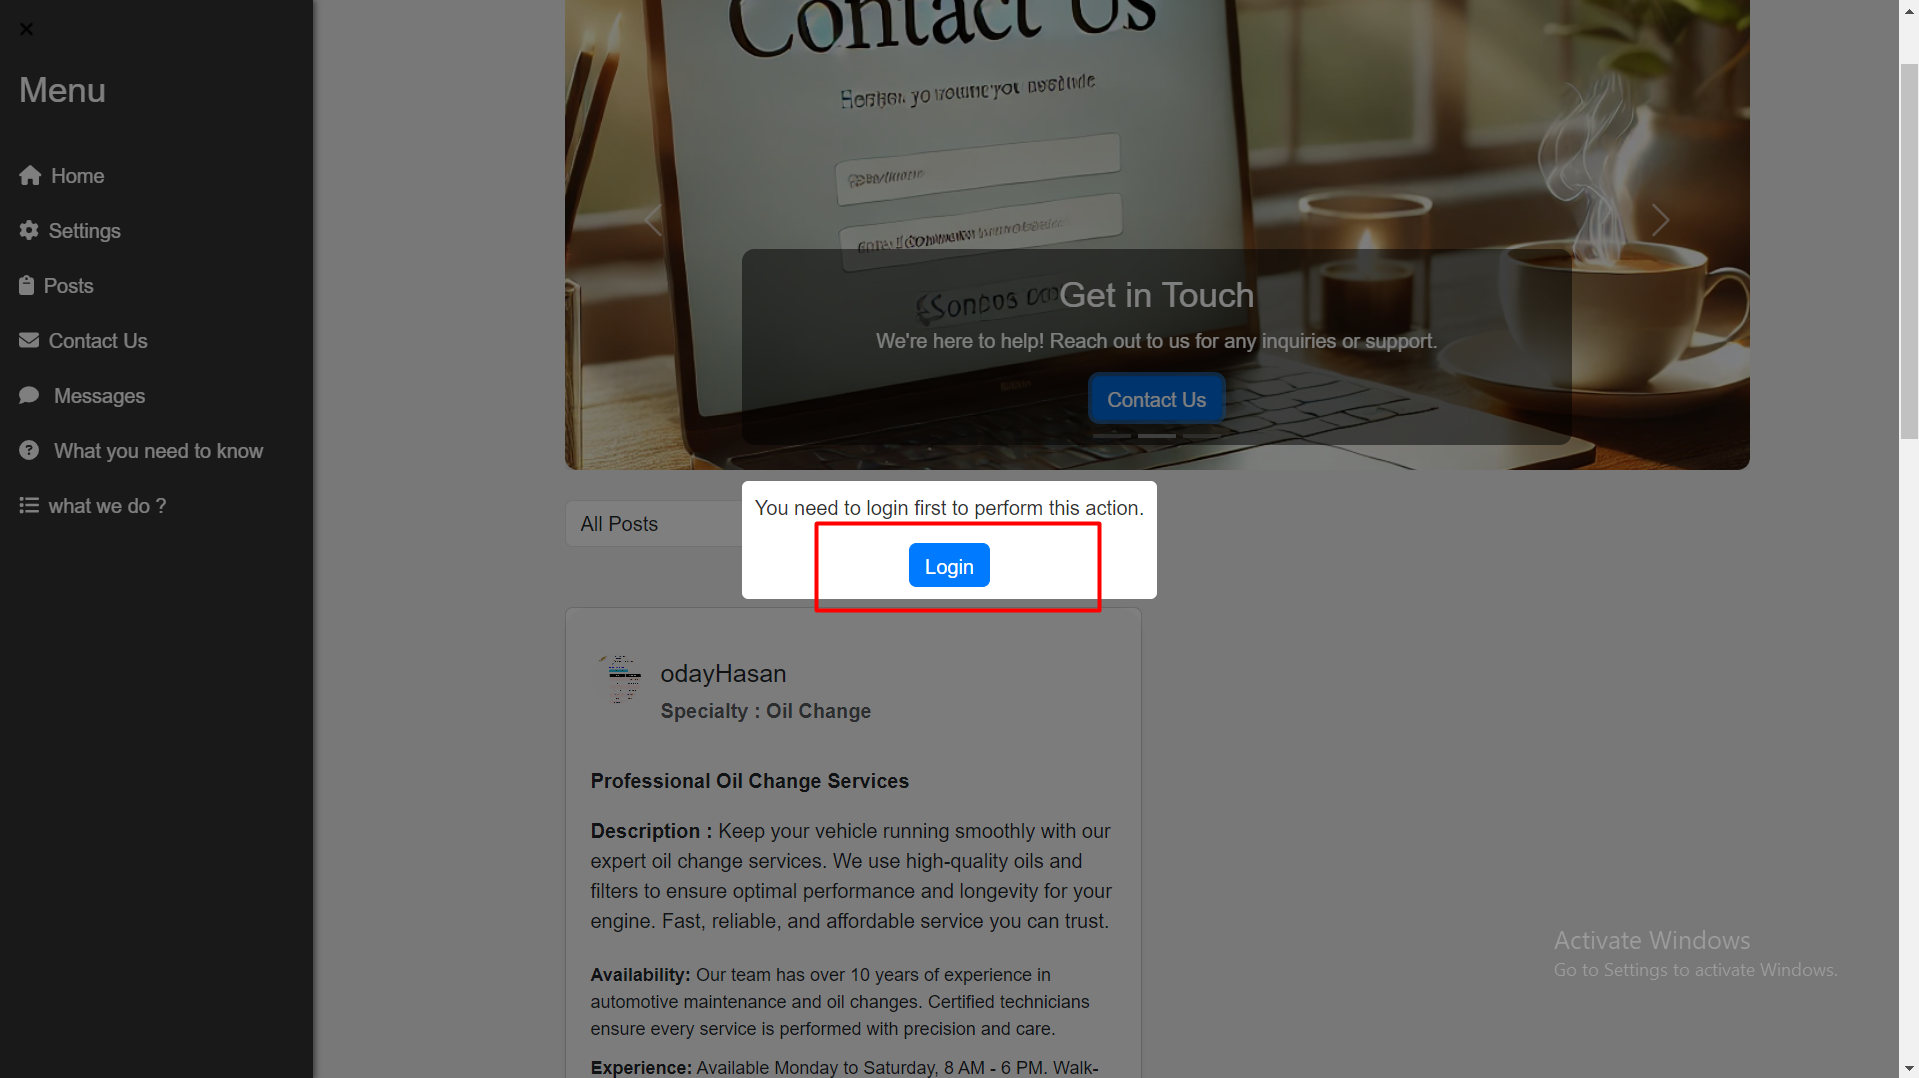 ×
Menu
Home
Settings
Posts
Contact Us
Messages
What you need to know
what we do ?
Contact Us
Get in Touch
We're here to help! Reach out to us for any inquiries or support.
Contact Us
All Posts
You need to login first to perform this action.
Login
odayHasan
Specialty : Oil Change
Professional Oil Change Services
Description : Keep your vehicle running smoothly with our
expert oil change services. We use high-quality oils and
filters to ensure optimal performance and longevity for your
engine. Fast, reliable, and affordable service you can trust.
Availability: Our team has over 10 years of experience in
automotive maintenance and oil changes. Certified technicians
ensure every service is performed with precision and care.
Experience: Available Monday to Saturday, 8 AM - 6 PM. Walk-
Activate Windows
Go to Settings to activate Windows.